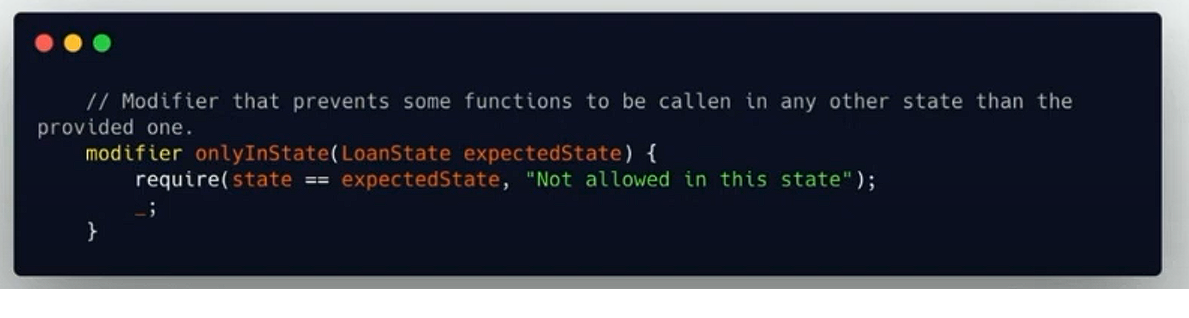 // Modifier that prevents some functions to be callen in any other state than the
provided one.
modifier onlyInState(LoanState expectedState) {
require(state == expectedState, "Not allowed in this state");
_;
}